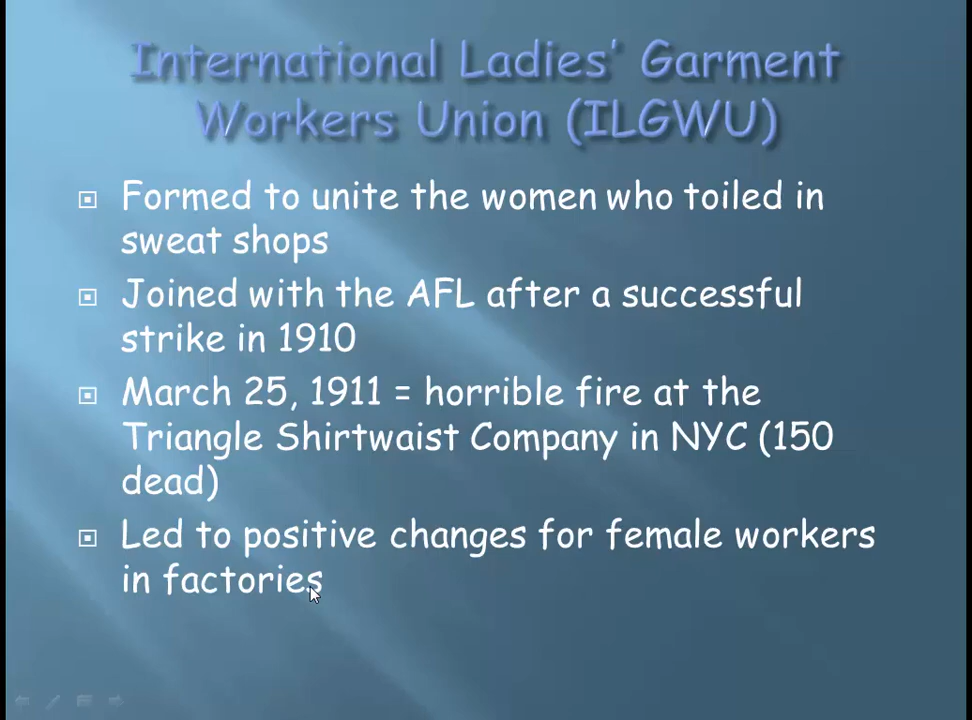 International Ladies’ Garment
Workers Union (ILGWU)
Formed to unite the women who toiled in
sweat shops
Joined with the AFL after a successful
strike in 1910
March 25, 1911 = horrible fire at the
Triangle Shirtwaist Company in NYC (150
dead)
Led to positive changes for female workers
in factories